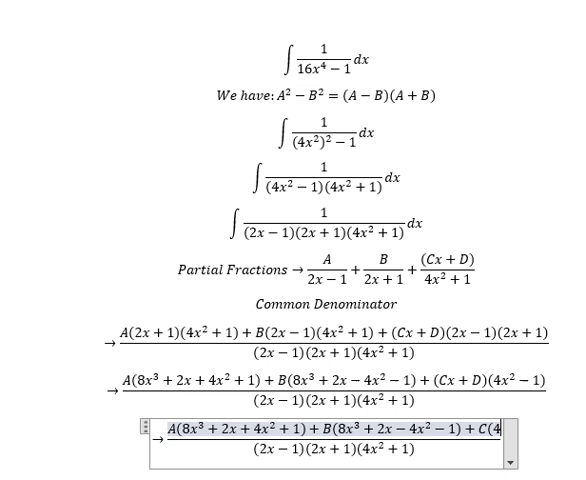 ∫ 1/(16x⁴ − 1) dx
We have: A² − B² = (A − B)(A + B)
∫ 1/((4x²)² − 1) dx
∫ 1/((4x² − 1)(4x² + 1)) dx
∫ 1/((2x − 1)(2x + 1)(4x² + 1)) dx
Partial Fractions → A/(2x − 1) + B/(2x + 1) + (Cx + D)/(4x² + 1)
Common Denominator
→ (A(2x + 1)(4x² + 1) + B(2x − 1)(4x² + 1) + (Cx + D)(2x − 1)(2x + 1))/((2x − 1)(2x + 1)(4x² + 1))
→ (A(8x³ + 2x + 4x² + 1) + B(8x³ + 2x − 4x² − 1) + (Cx + D)(4x² − 1))/((2x − 1)(2x + 1)(4x² + 1))
→ (A(8x³ + 2x + 4x² + 1) + B(8x³ + 2x − 4x² − 1) + C(4)/((2x − 1)(2x + 1)(4x² + 1))